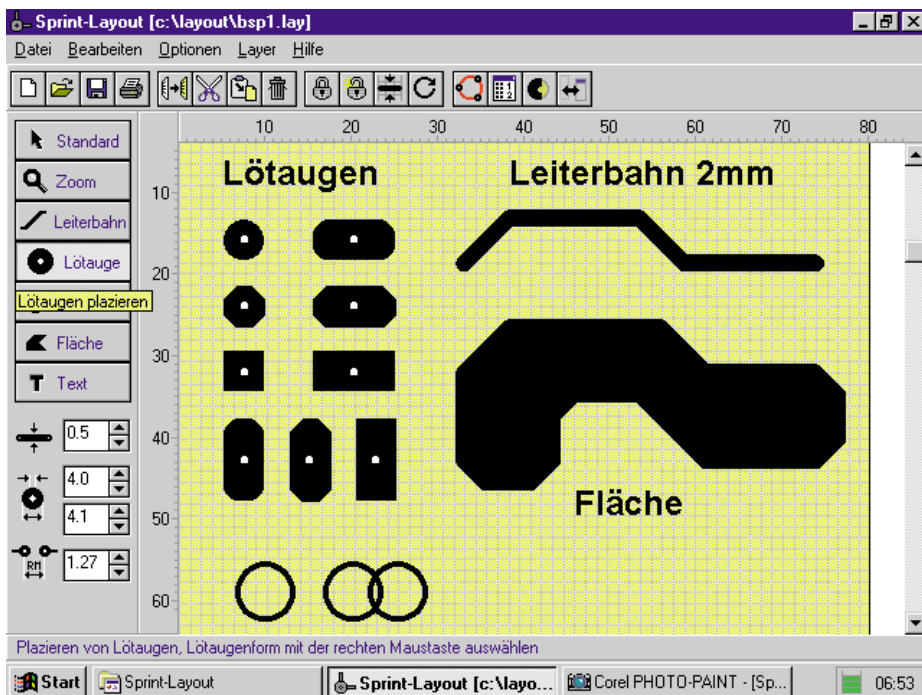 Sprint-Layout [c:\layout\bsp1.lay]
Datei Bearbeiten Optionen Layer Hilfe
10 20 30 40 50 60 70 80
Standard
Zoom
Leiterbahn
Lötauge
Lötaugen plazieren
Fläche
Text
0.5
4.0
4.1
RM
1.27
10
20
30
40
50
60
Lötaugen
Leiterbahn 2mm
Fläche
Plazieren von Lötaugen, Lötaugenform mit der rechten Maustaste auswählen
Start Sprint-Layout Sprint-Layout [c:\layo... Corel PHOTO-PAINT - [Sp... 06:53